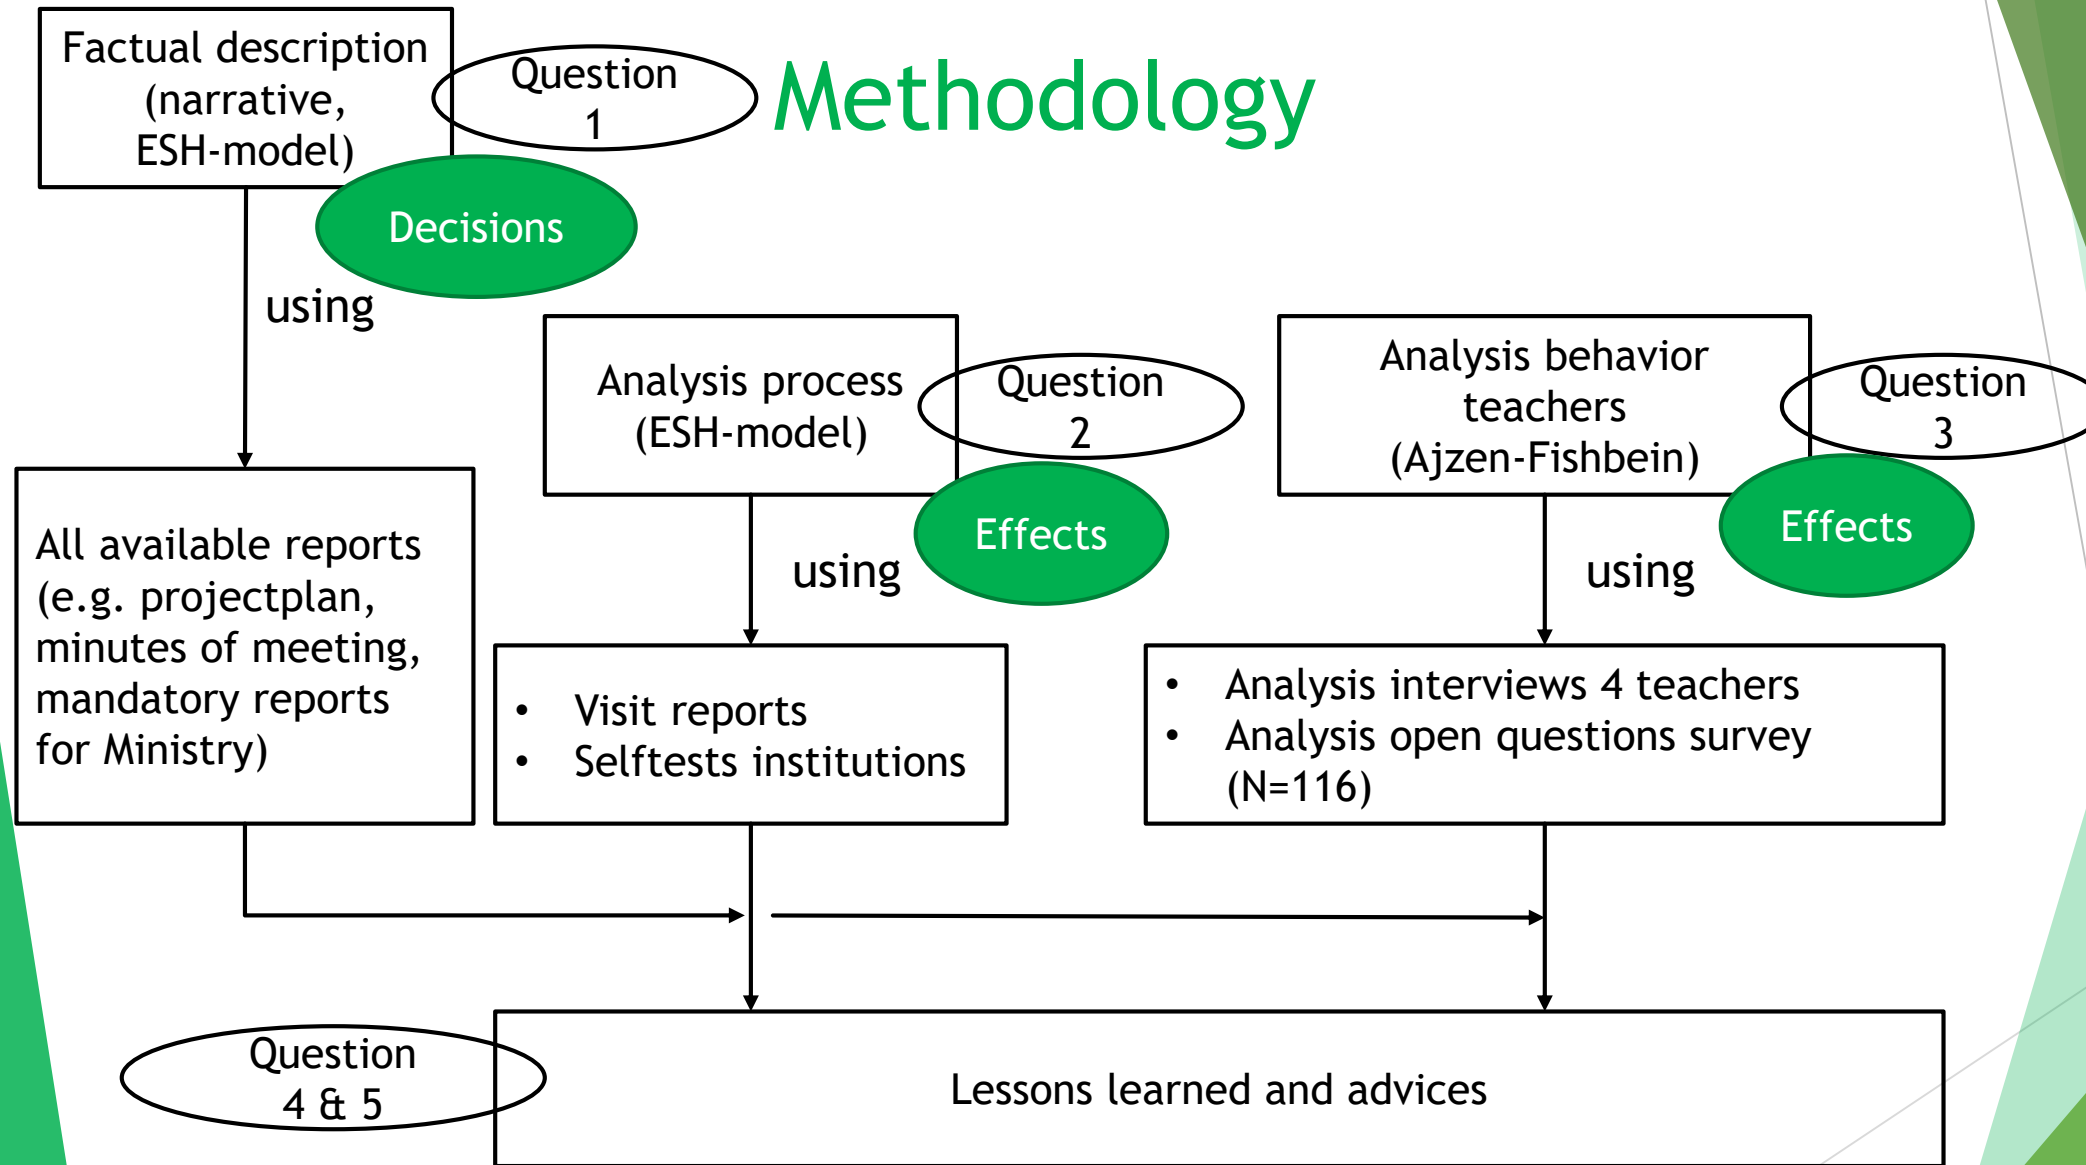 Methodology
Factual description
(narrative,
ESH-model)
Question
1
Decisions
using
All available reports
(e.g. projectplan,
minutes of meeting,
mandatory reports
for Ministry)
Analysis process
(ESH-model)
Question
2
Effects
using
• Visit reports
• Selftests institutions
Analysis behavior
teachers
(Ajzen-Fishbein)
Question
3
Effects
using
• Analysis interviews 4 teachers
• Analysis open questions survey
(N=116)
Question
4 & 5
Lessons learned and advices